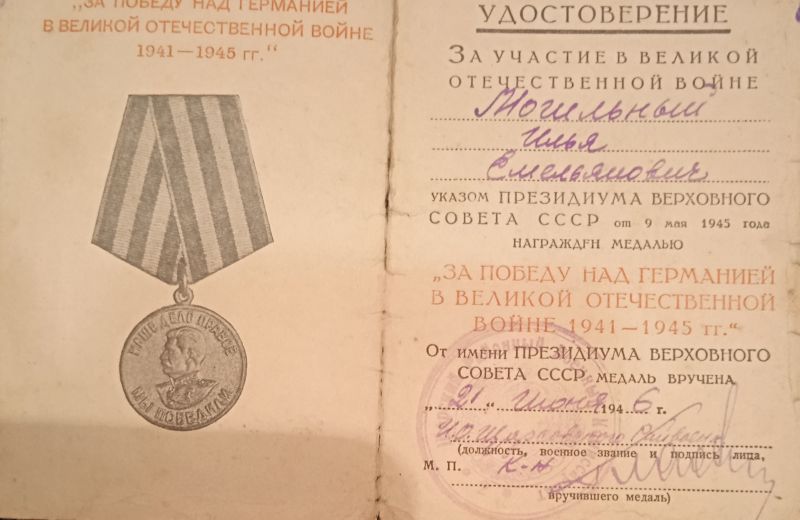 „ЗА ПОБЕДУ НАД ГЕРМАНИЕЙ
В ВЕЛИКОЙ ОТЕЧЕСТВЕННОЙ ВОЙНЕ
1941—1945 гг.“
НАШЕ ДЕЛО ПРАВОЕ
МЫ ПОБЕДИЛИ
УДОСТОВЕРЕНИЕ
ЗА УЧАСТИЕ В ВЕЛИКОЙ
ОТЕЧЕСТВЕННОЙ ВОЙНЕ
Могильный
Илья
Емельянович
УКАЗОМ ПРЕЗИДИУМА ВЕРХОВНОГО
СОВЕТА СССР от 9 мая 1945 года
НАГРАЖДЕН МЕДАЛЬЮ
„ЗА ПОБЕДУ НАД ГЕРМАНИЕЙ
В ВЕЛИКОЙ ОТЕЧЕСТВЕННОЙ
ВОЙНЕ 1941—1945 гг.“
От имени ПРЕЗИДИУМА ВЕРХОВНОГО
СОВЕТА СССР МЕДАЛЬ ВРУЧЕНА
„21“ июня 1946 г.
(должность, военное звание и подпись лица,
М. П. к-н
вручившего медаль)